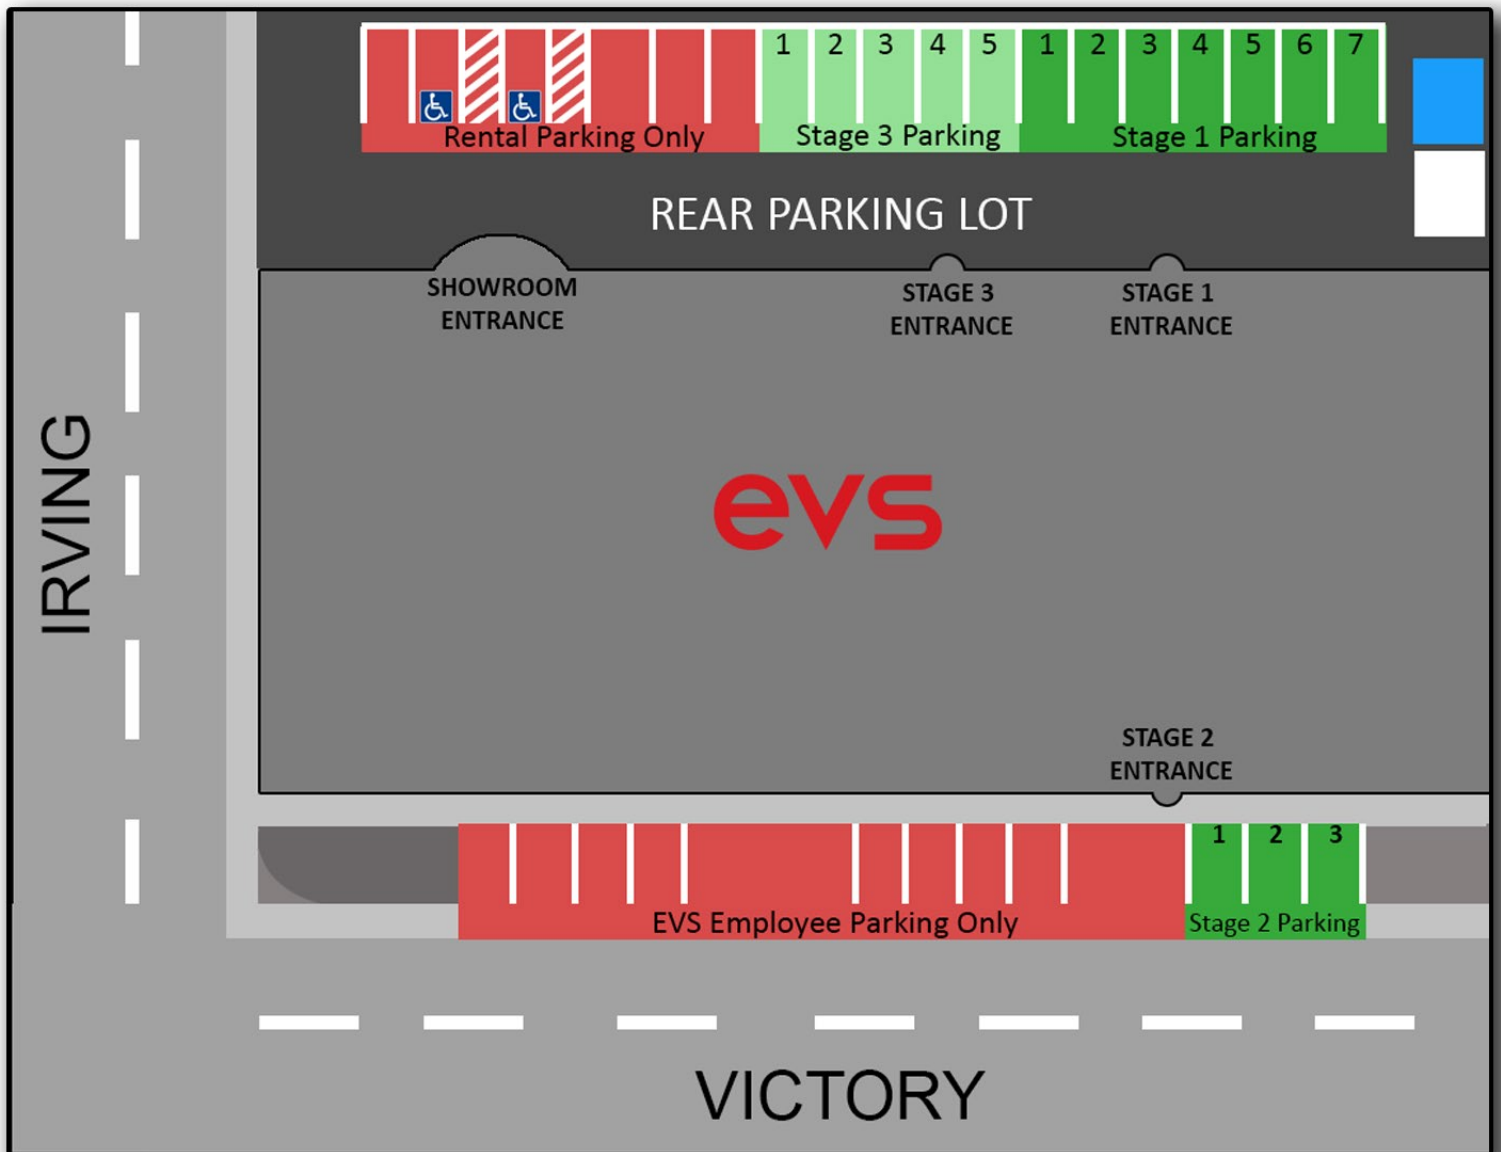 1 2 3 4 5 1 2 3 4 5 6 7
Rental Parking Only
Stage 3 Parking
Stage 1 Parking
REAR PARKING LOT
SHOWROOM
ENTRANCE
STAGE 3
ENTRANCE
STAGE 1
ENTRANCE
IRVING
evs
STAGE 2
ENTRANCE
1 2 3
EVS Employee Parking Only
Stage 2 Parking
VICTORY